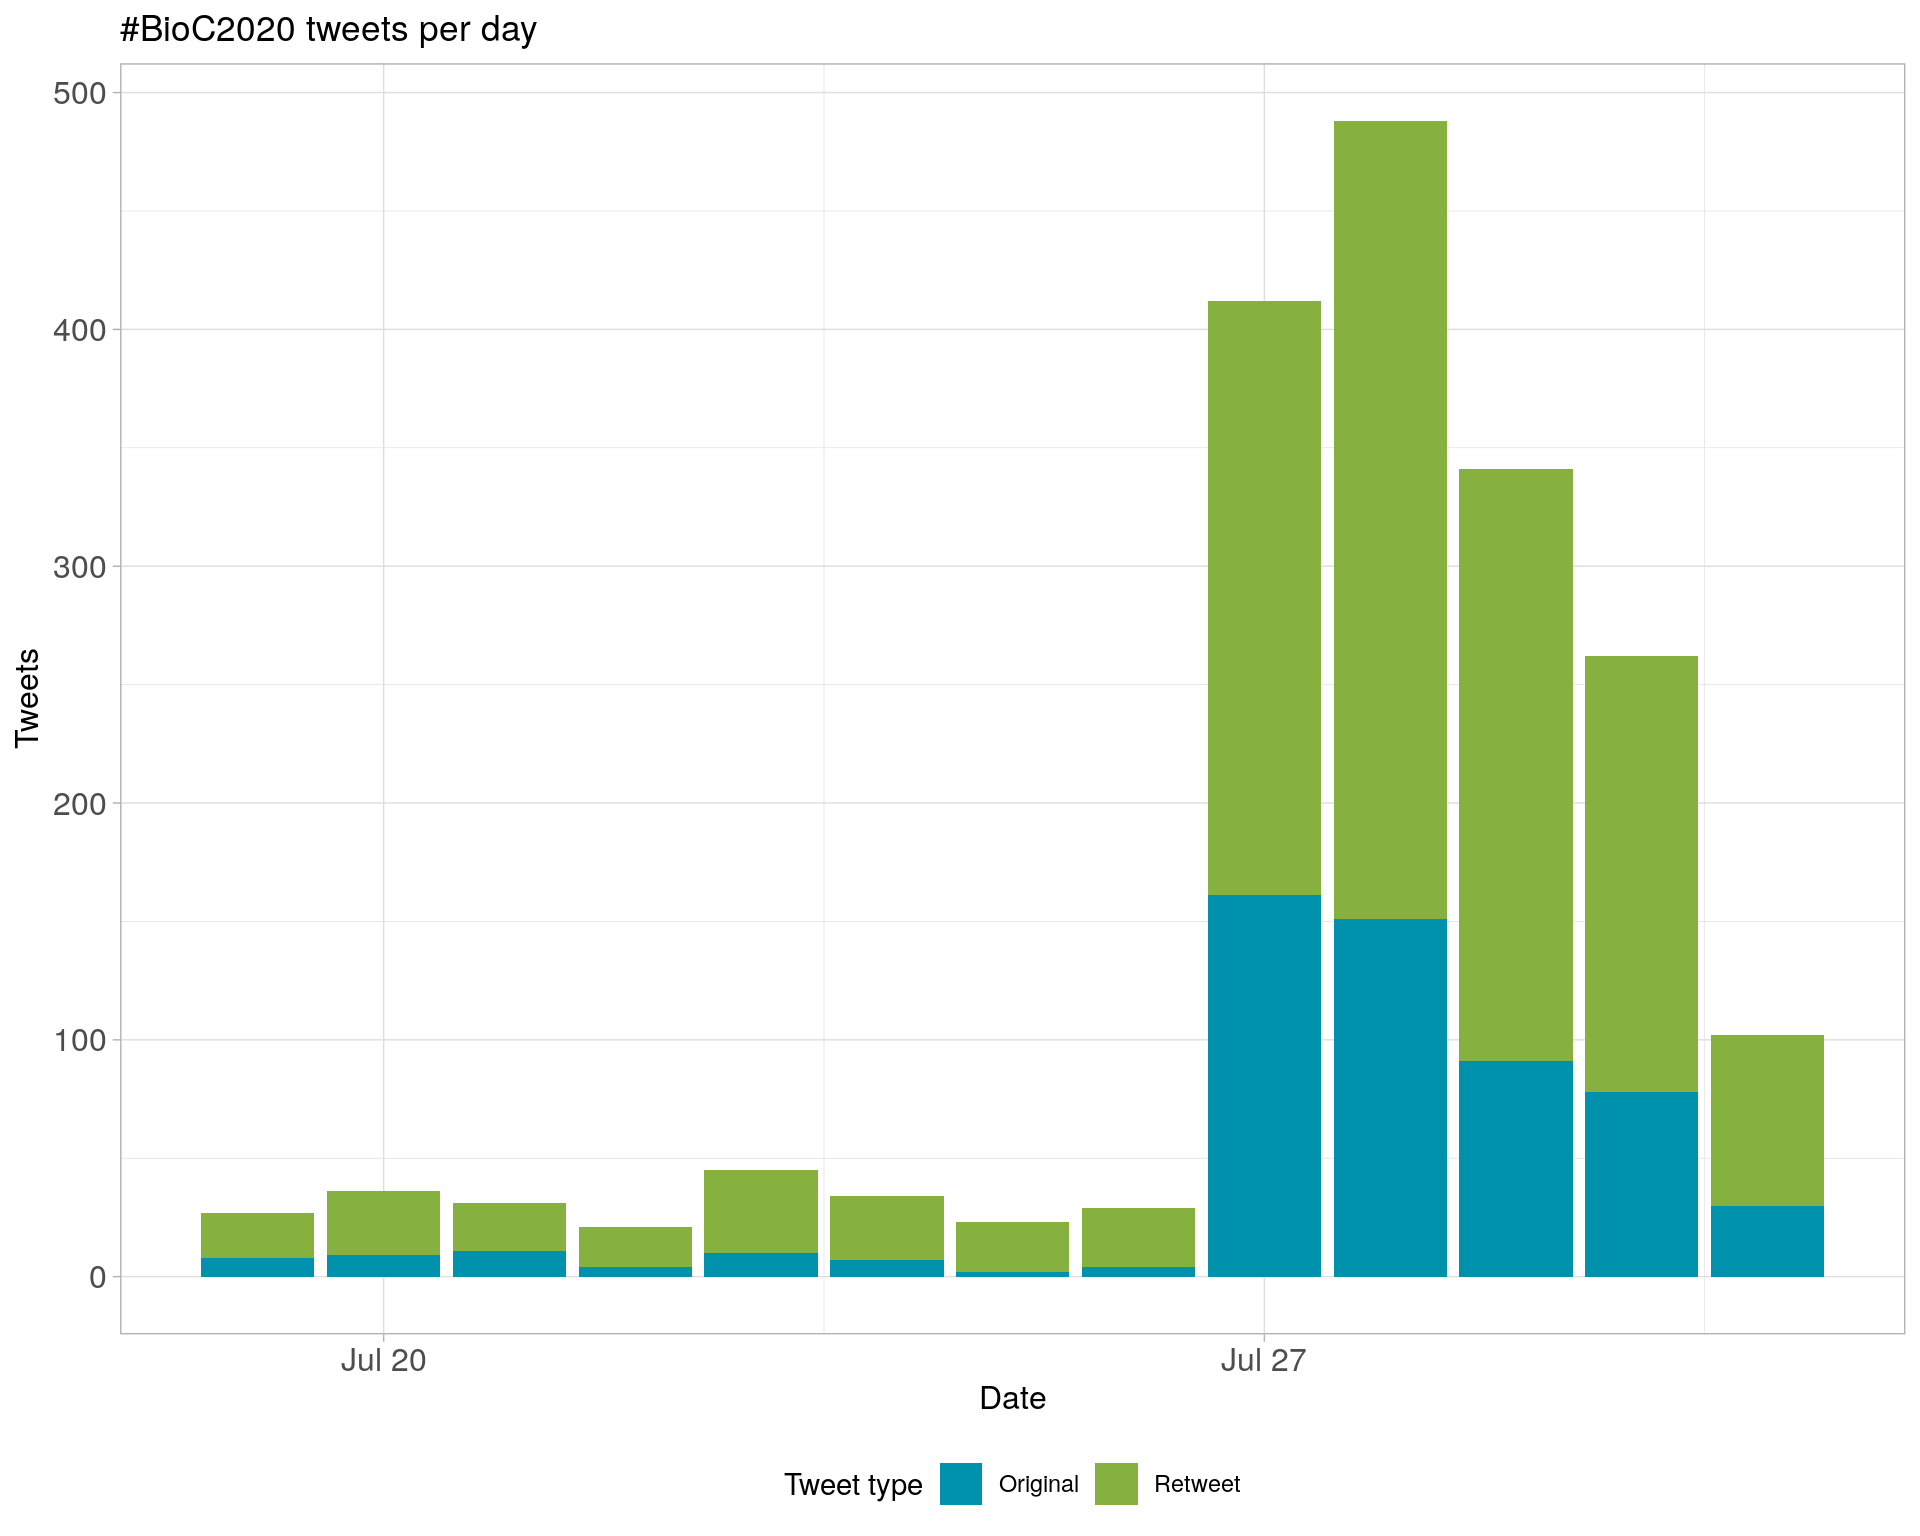 #BioC2020 tweets per day
500
400
300
200
100
0
Tweets
Jul 20
Jul 27
Date
Tweet type
Original
Retweet